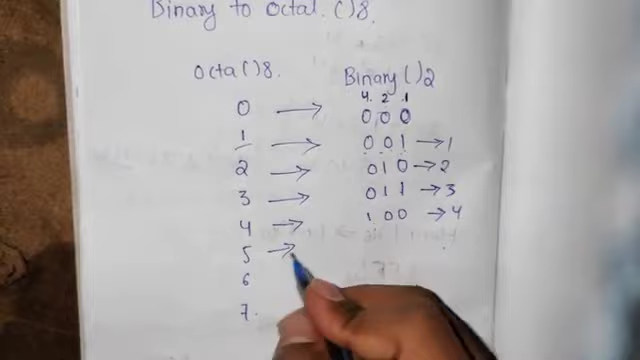 Binary to Octal. ( )8.
Octa( )8. Binary ( )2
4. 2 .1
0 → 0 0 0
1 → 0 0 1 → 1
2 → 0 1 0 → 2
3 → 0 1 1 → 3
4 → 1 0 0 → 4
5 →
6
7.